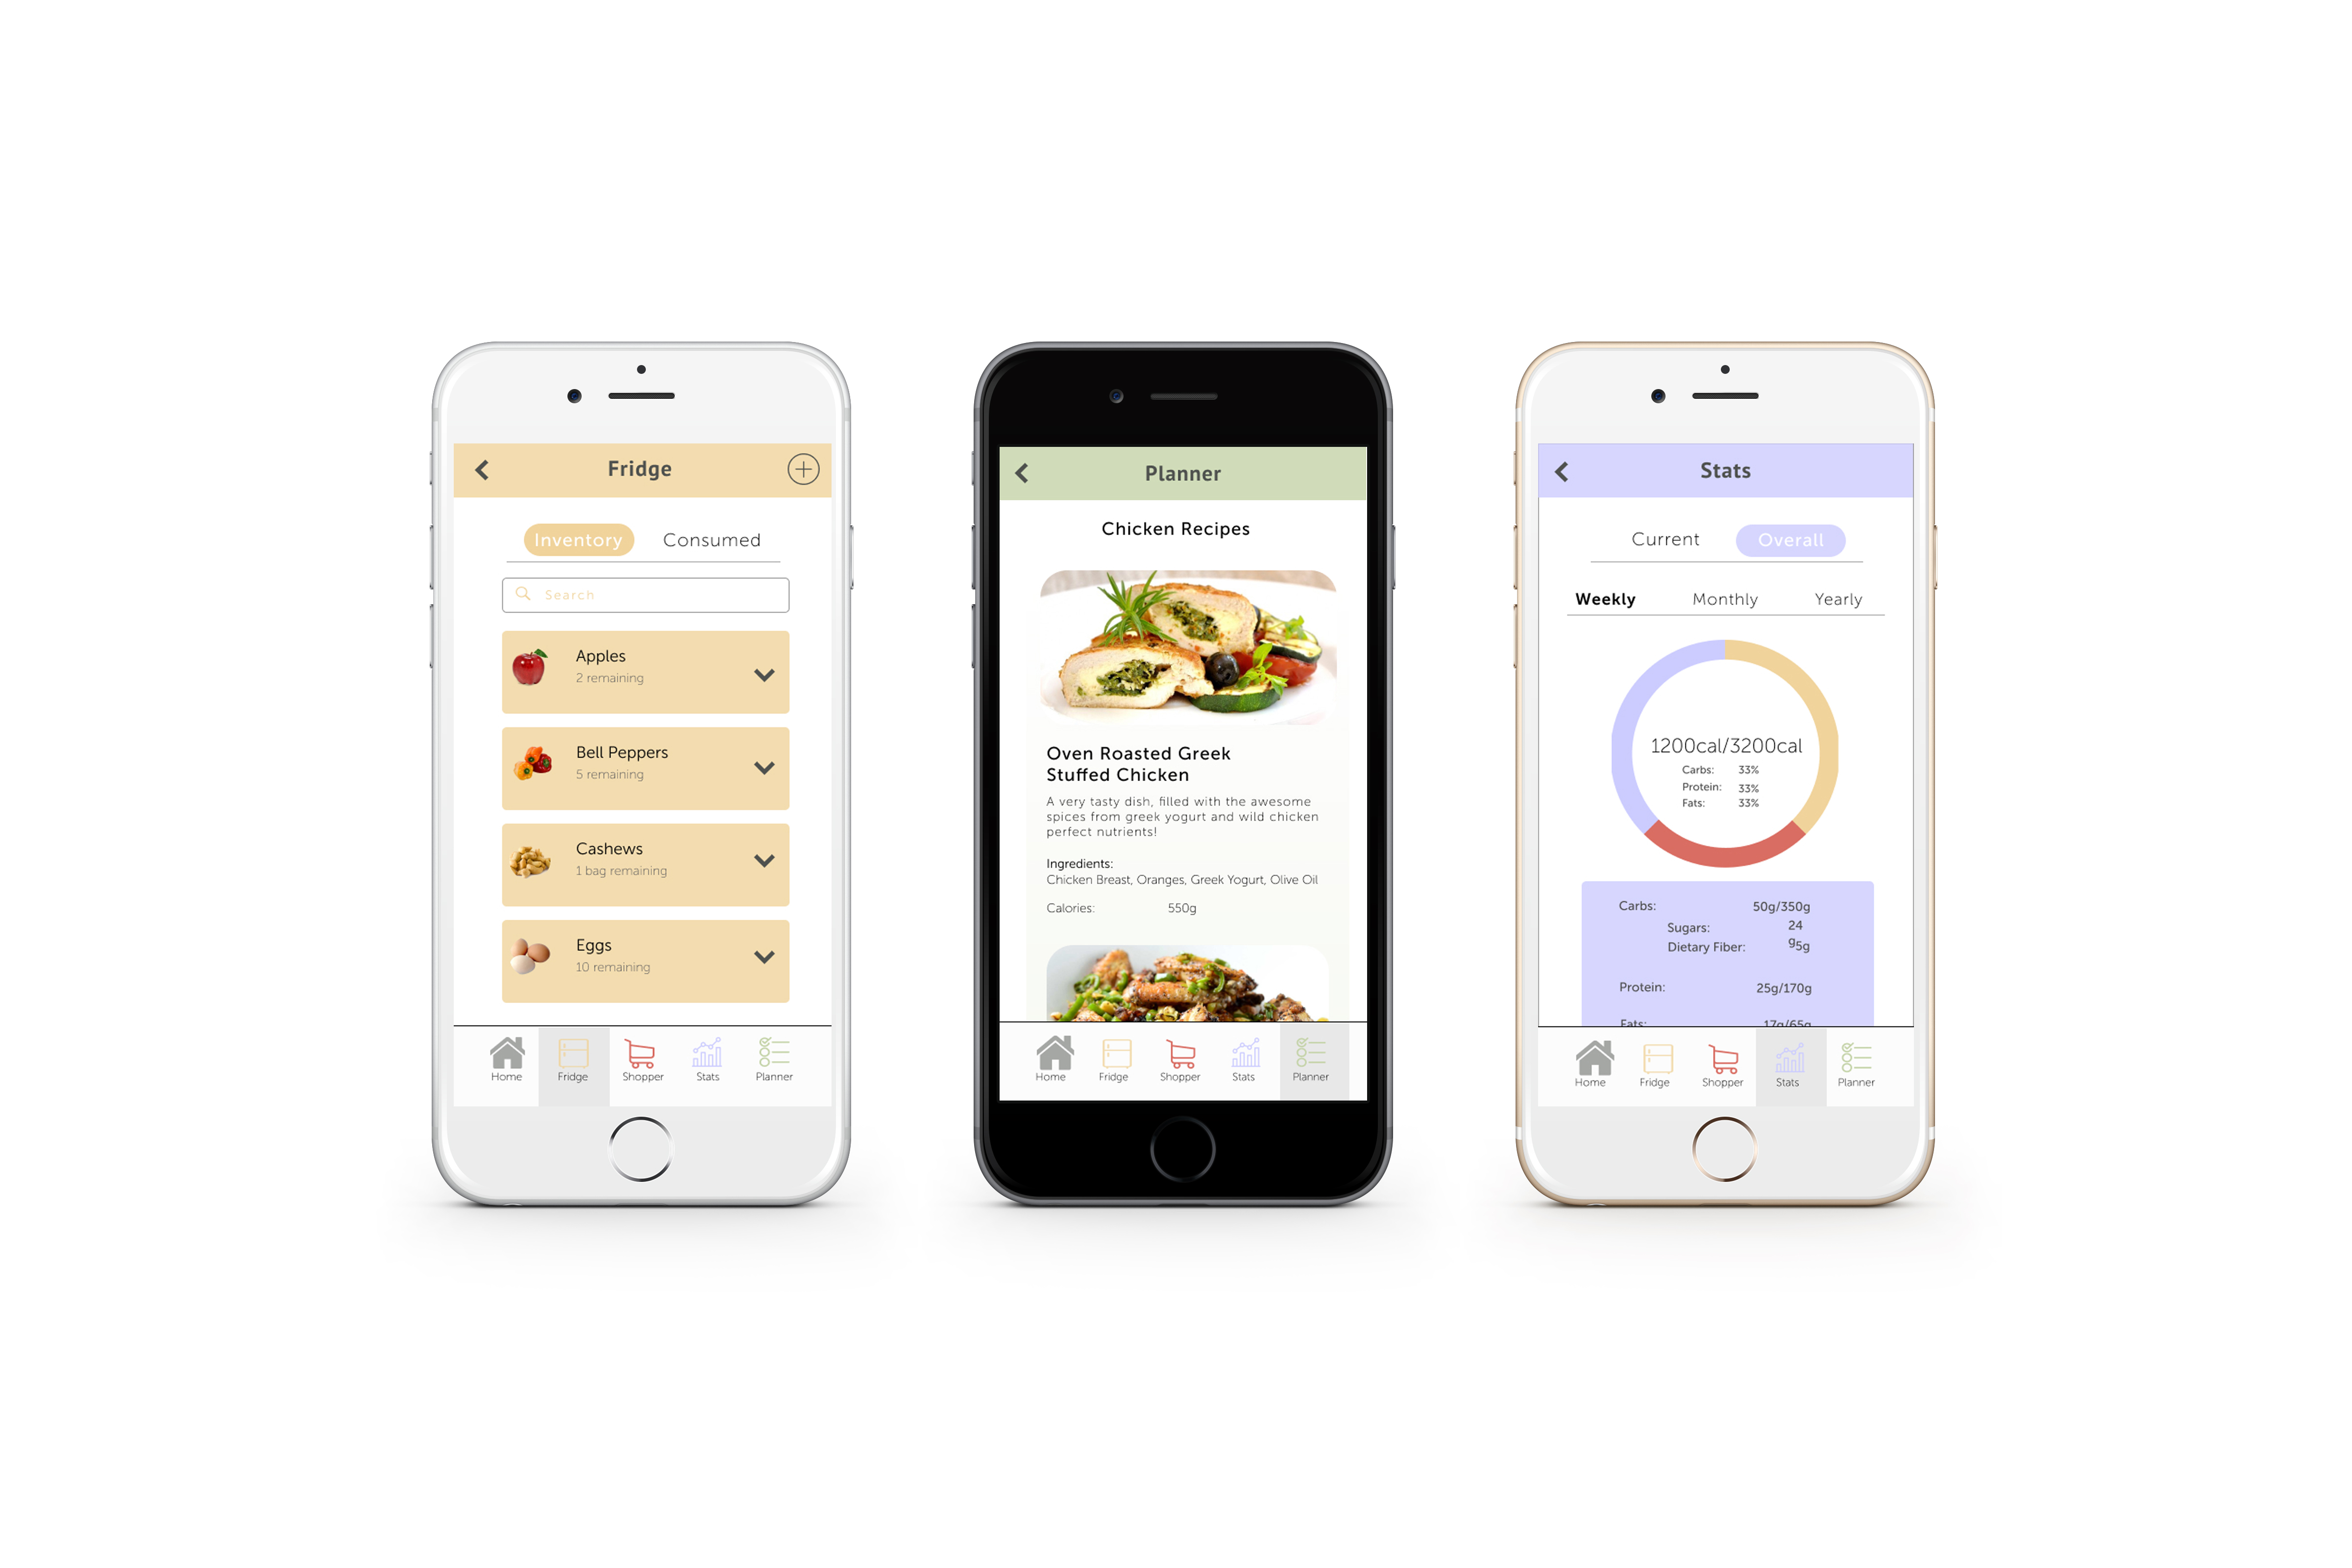 Fridge
Inventory Consumed
Search
Apples
2 remaining
Bell Peppers
5 remaining
Cashews
1 bag remaining
Eggs
10 remaining
Home Fridge Shopper Stats Planner
Planner
Chicken Recipes
Oven Roasted Greek
Stuffed Chicken
A very tasty dish, filled with the awesome
spices from greek yogurt and wild chicken
perfect nutrients!
Ingredients:
Chicken Breast, Oranges, Greek Yogurt, Olive Oil
Calories: 550g
Home Fridge Shopper Stats Planner
Stats
Current Overall
Weekly Monthly Yearly
1200cal/3200cal
Carbs: 33%
Protein: 33%
Fats: 33%
Carbs: 50g/350g
Sugars: 24
g
Dietary Fiber: 5g
Protein: 25g/170g
Fats: 17g/65g
Home Fridge Shopper Stats Planner